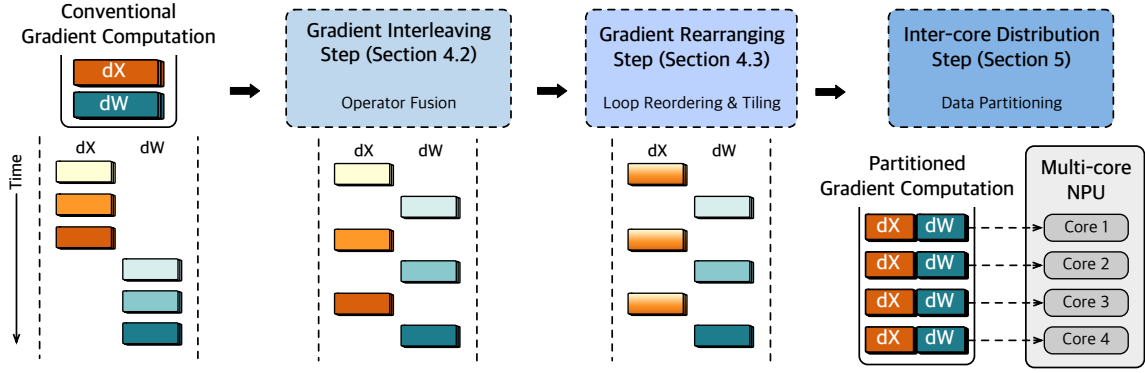 Conventional
Gradient Computation
dX
dW
Gradient Interleaving
Step (Section 4.2)
Operator Fusion
Gradient Rearranging
Step (Section 4.3)
Loop Reordering & Tiling
Inter-core Distribution
Step (Section 5)
Data Partitioning
Time
dX dW
dX dW
dX dW
Partitioned
Gradient Computation
dX dW
dX dW
dX dW
dX dW
Multi-core
NPU
Core 1
Core 2
Core 3
Core 4